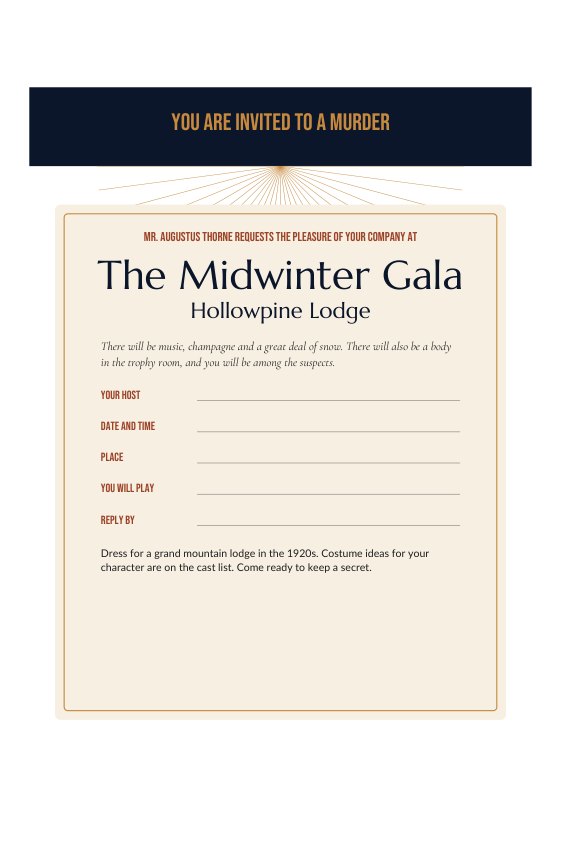 YOU ARE INVITED TO A MURDER
MR. AUGUSTUS THORNE REQUESTS THE PLEASURE OF YOUR COMPANY AT
The Midwinter Gala
Hollowpine Lodge
There will be music, champagne and a great deal of snow. There will also be a body
in the trophy room, and you will be among the suspects.
YOUR HOST
DATE AND TIME
PLACE
YOU WILL PLAY
REPLY BY
Dress for a grand mountain lodge in the 1920s. Costume ideas for your
character are on the cast list. Come ready to keep a secret.